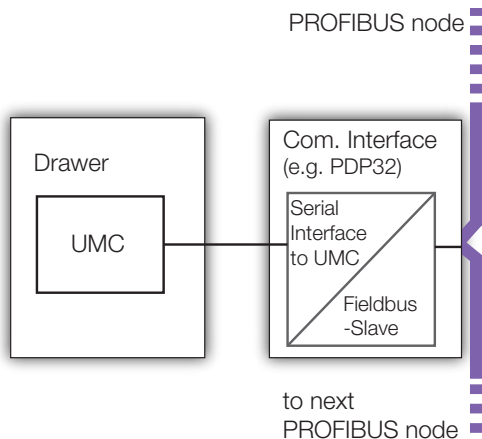 PROFIBUS node
Drawer
UMC
Com. Interface
(e.g. PDP32)
Serial
Interface
to UMC
Fieldbus
-Slave
to next
PROFIBUS node